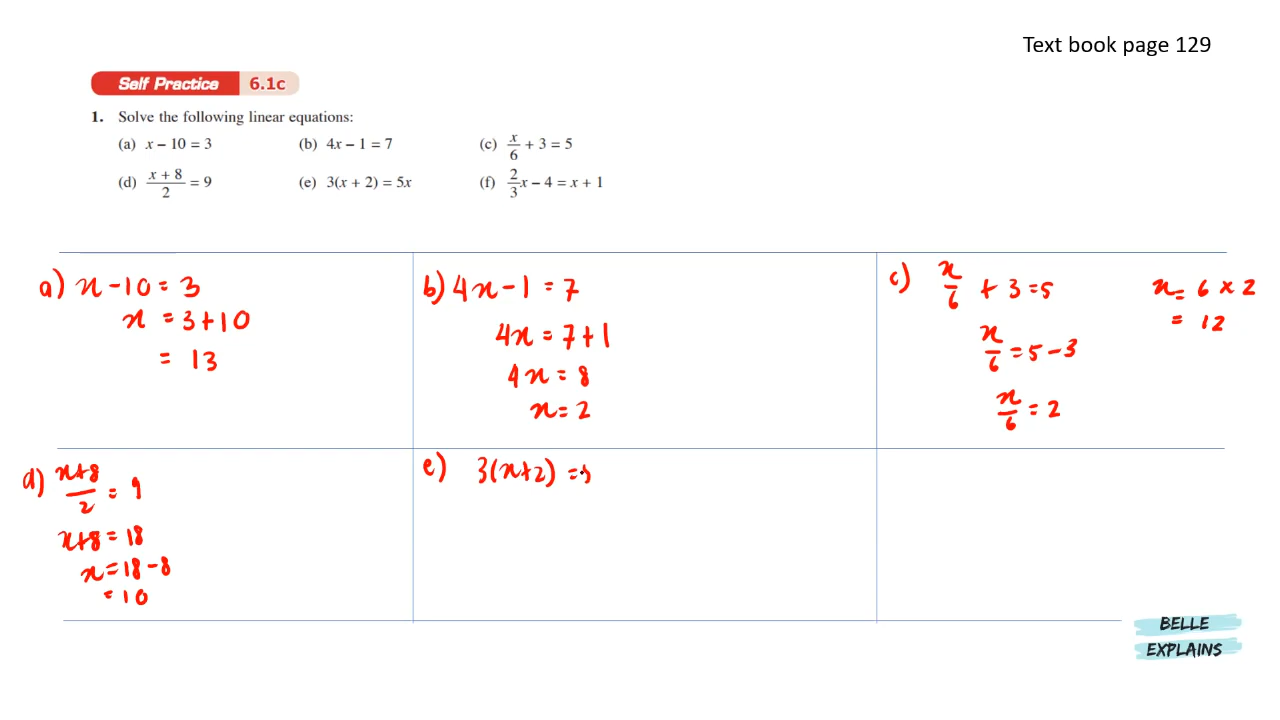 Text book page 129
Self Practice 6.1c
1. Solve the following linear equations:
(a) x − 10 = 3 (b) 4x − 1 = 7 (c) x/6 + 3 = 5
(d) (x + 8)/2 = 9 (e) 3(x + 2) = 5x (f) 2/3 x − 4 = x + 1
a) x − 10 = 3
x = 3 + 10
= 13
b) 4x − 1 = 7
4x = 7 + 1
4x = 8
x = 2
c) x/6 + 3 = 5
x/6 = 5 − 3
x/6 = 2
x = 6 × 2
= 12
d) (x+8)/2 = 9
x+8 = 18
x = 18 − 8
= 10
e) 3(x+2) =
BELLE
EXPLAINS